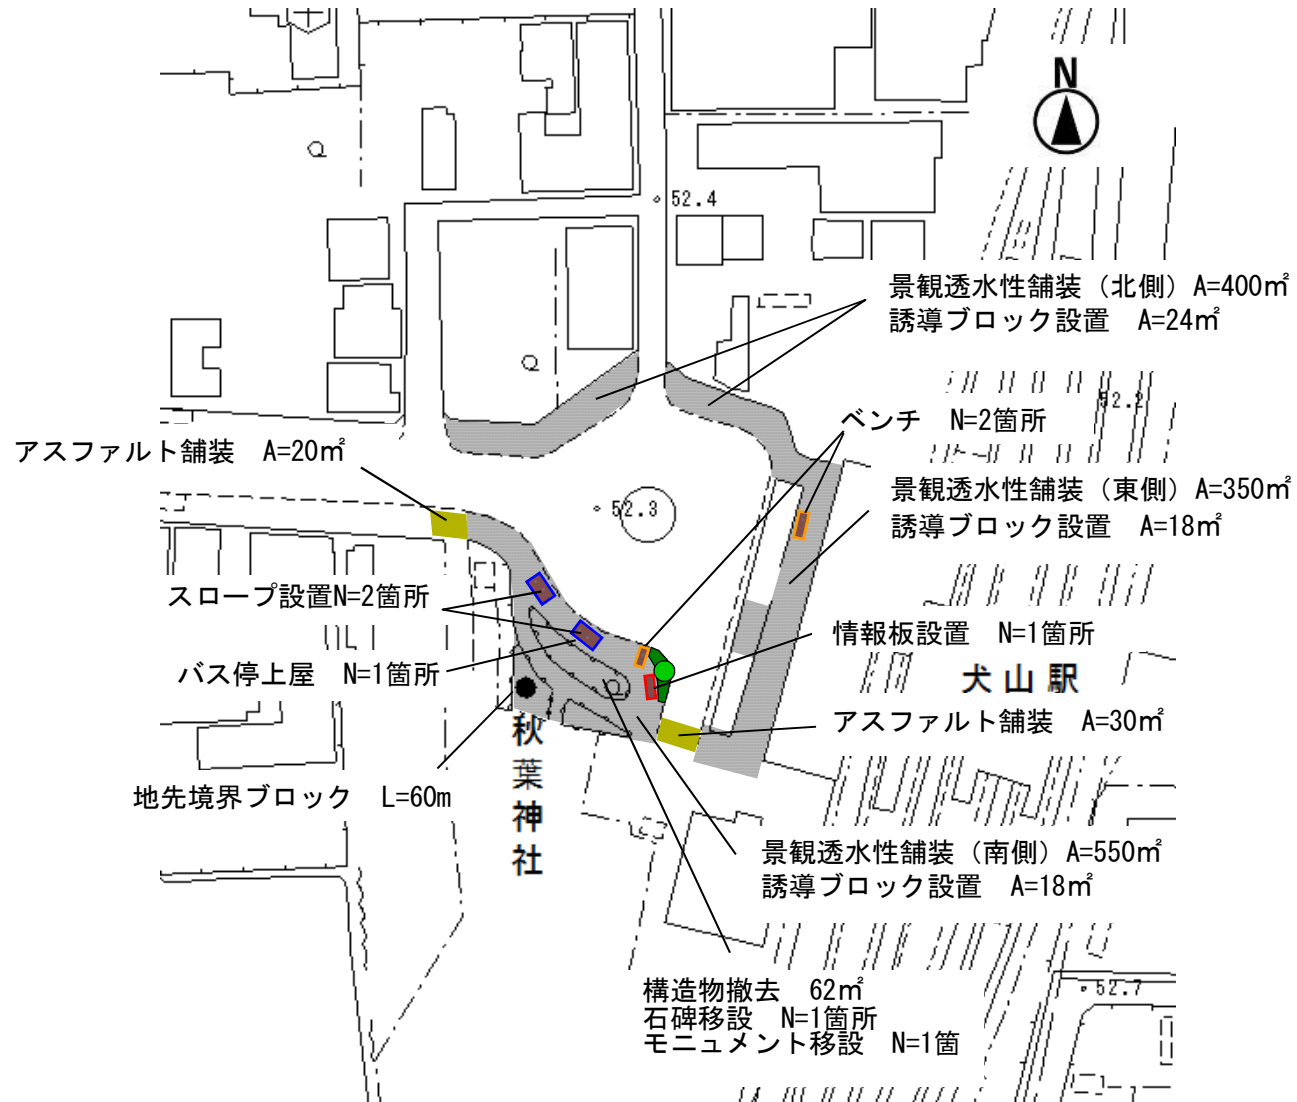 N
52.4
景観透水性舗装（北側）A=400㎡
誘導ブロック設置　A=24㎡
52.2
ベンチ　N=2箇所
アスファルト舗装　A=20㎡
景観透水性舗装（東側）A=350㎡
誘導ブロック設置　A=18㎡
52.3
スロープ設置N=2箇所
情報板設置　N=1箇所
バス停上屋　N=1箇所
犬山駅
アスファルト舗装　A=30㎡
秋葉神社
地先境界ブロック　L=60m
景観透水性舗装（南側）A=550㎡
誘導ブロック設置　A=18㎡
構造物撤去　62㎡
石碑移設　N=1箇所
モニュメント移設　N=1箇
52.7